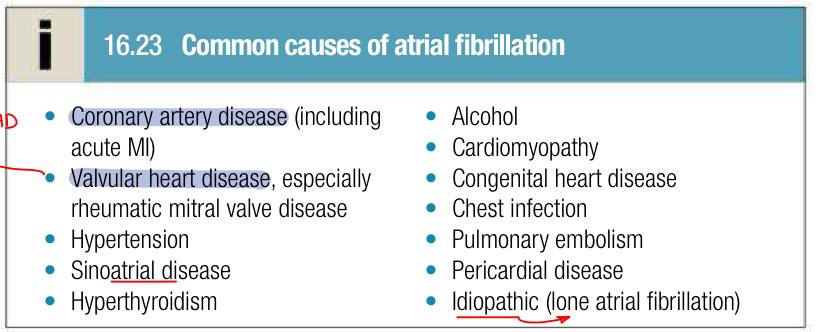 i
16.23 Common causes of atrial fibrillation
• Coronary artery disease (including
acute MI)
• Valvular heart disease, especially
rheumatic mitral valve disease
• Hypertension
• Sinoatrial disease
• Hyperthyroidism
• Alcohol
• Cardiomyopathy
• Congenital heart disease
• Chest infection
• Pulmonary embolism
• Pericardial disease
• Idiopathic (lone atrial fibrillation)